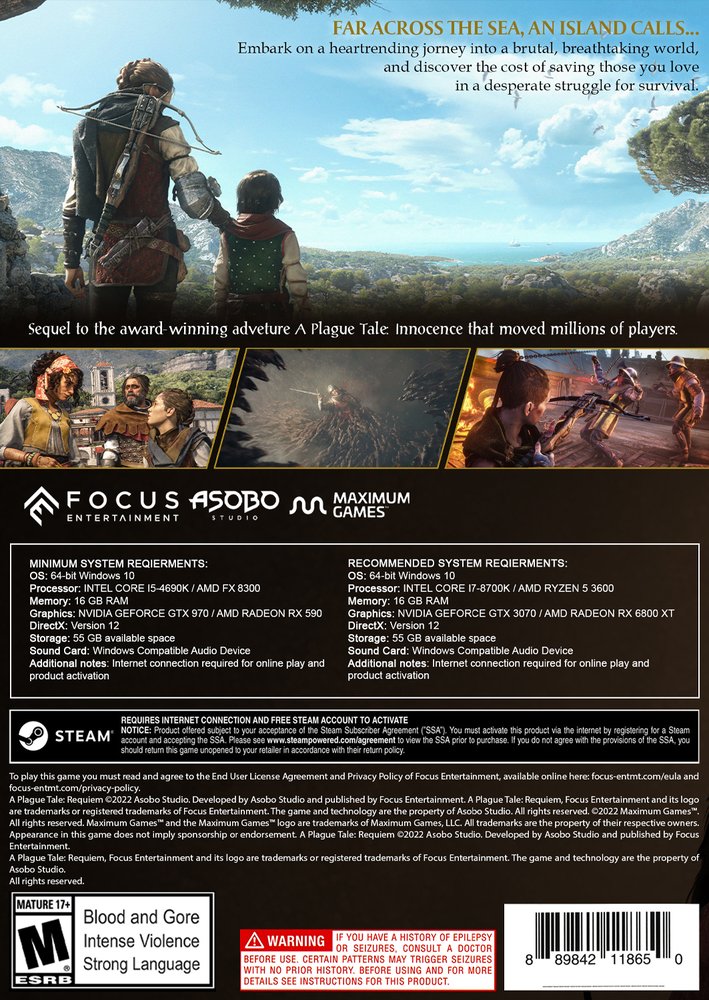 FAR ACROSS THE SEA, AN ISLAND CALLS...
Embark on a heartrending jorney into a brutal, breathtaking world,
and discover the cost of saving those you love
in a desperate struggle for survival.
Sequel to the award-winning adveture A Plague Tale: Innocence that moved millions of players.
FOCUS
ENTERTAINMENT
ASOBO
STUDIO
MAXIMUM
GAMES™
MINIMUM SYSTEM REQIERMENTS:
OS: 64-bit Windows 10
Processor: INTEL CORE I5-4690K / AMD FX 8300
Memory: 16 GB RAM
Graphics: NVIDIA GEFORCE GTX 970 / AMD RADEON RX 590
DirectX: Version 12
Storage: 55 GB available space
Sound Card: Windows Compatible Audio Device
Additional notes: Internet connection required for online play and
product activation
RECOMMENDED SYSTEM REQIERMENTS:
OS: 64-bit Windows 10
Processor: INTEL CORE I7-8700K / AMD RYZEN 5 3600
Memory: 16 GB RAM
Graphics: NVIDIA GEFORCE GTX 3070 / AMD RADEON RX 6800 XT
DirectX: Version 12
Storage: 55 GB available space
Sound Card: Windows Compatible Audio Device
Additional notes: Internet connection required for online play and
product activation
STEAM®
REQUIRES INTERNET CONNECTION AND FREE STEAM ACCOUNT TO ACTIVATE
NOTICE: Product offered subject to your acceptance of the Steam Subscriber Agreement ("SSA"). You must activate this product via the internet by registering for a Steam
account and accepting the SSA. Please see www.steampowered.com/agreement to view the SSA prior to purchase. If you do not agree with the provisions of the SSA, you
should return this game unopened to your retailer in accordance with their return policy.
To play this game you must read and agree to the End User License Agreement and Privacy Policy of Focus Entertainment, available online here: focus-entmt.com/eula and
focus-entmt.com/privacy-policy.
A Plague Tale: Requiem ©2022 Asobo Studio. Developed by Asobo Studio and published by Focus Entertainment. A Plague Tale: Requiem, Focus Entertainment and its logo
are trademarks or registered trademarks of Focus Entertainment. The game and technology are the property of Asobo Studio. All rights reserved. ©2022 Maximum Games™.
All rights reserved. Maximum Games™ and the Maximum Games™ logo are trademarks of Maximum Games, LLC. All trademarks are the property of their respective owners.
Appearance in this game does not imply sponsorship or endorsement. A Plague Tale: Requiem ©2022 Asobo Studio. Developed by Asobo Studio and published by Focus
Entertainment.
A Plague Tale: Requiem, Focus Entertainment and its logo are trademarks or registered trademarks of Focus Entertainment. The game and technology are the property of
Asobo Studio.
All rights reserved.
MATURE 17+
M
®
ESRB
Blood and Gore
Intense Violence
Strong Language
WARNING
IF YOU HAVE A HISTORY OF EPILEPSY
OR SEIZURES, CONSULT A DOCTOR
BEFORE USE. CERTAIN PATTERNS MAY TRIGGER SEIZURES
WITH NO PRIOR HISTORY. BEFORE USING AND FOR MORE
DETAILS SEE INSTRUCTIONS FOR THIS PRODUCT.
8 89842 11865 0